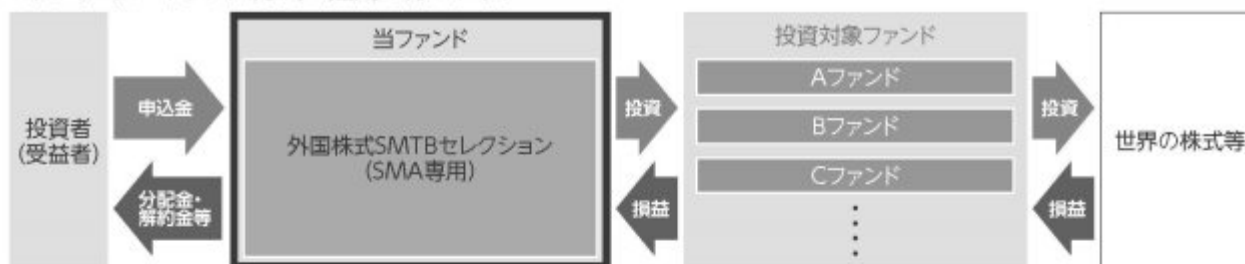 投資者
(受益者)
申込金
分配金・
解約金等
当ファンド
外国株式SMTBセレクション
(SMA専用)
投資
損益
投資対象ファンド
Aファンド
Bファンド
Cファンド
投資
損益
世界の株式等